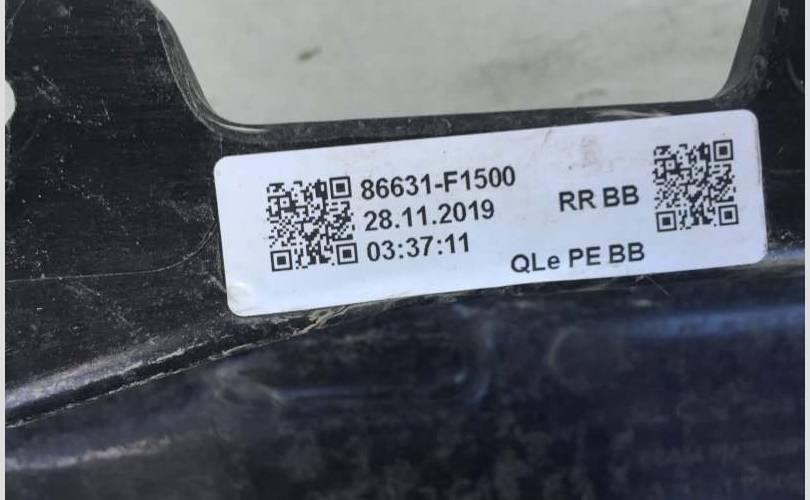 86631-F1500
28.11.2019
03:37:11
RR BB
QLe PE BB